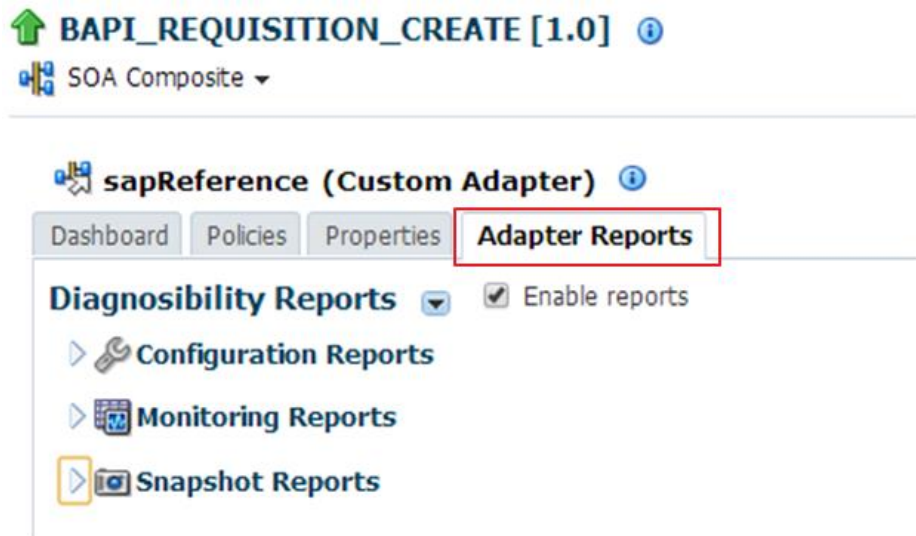 BAPI_REQUISITION_CREATE [1.0]
SOA Composite
sapReference (Custom Adapter)
Dashboard Policies Properties Adapter Reports
Diagnosibility Reports Enable reports
Configuration Reports
Monitoring Reports
Snapshot Reports